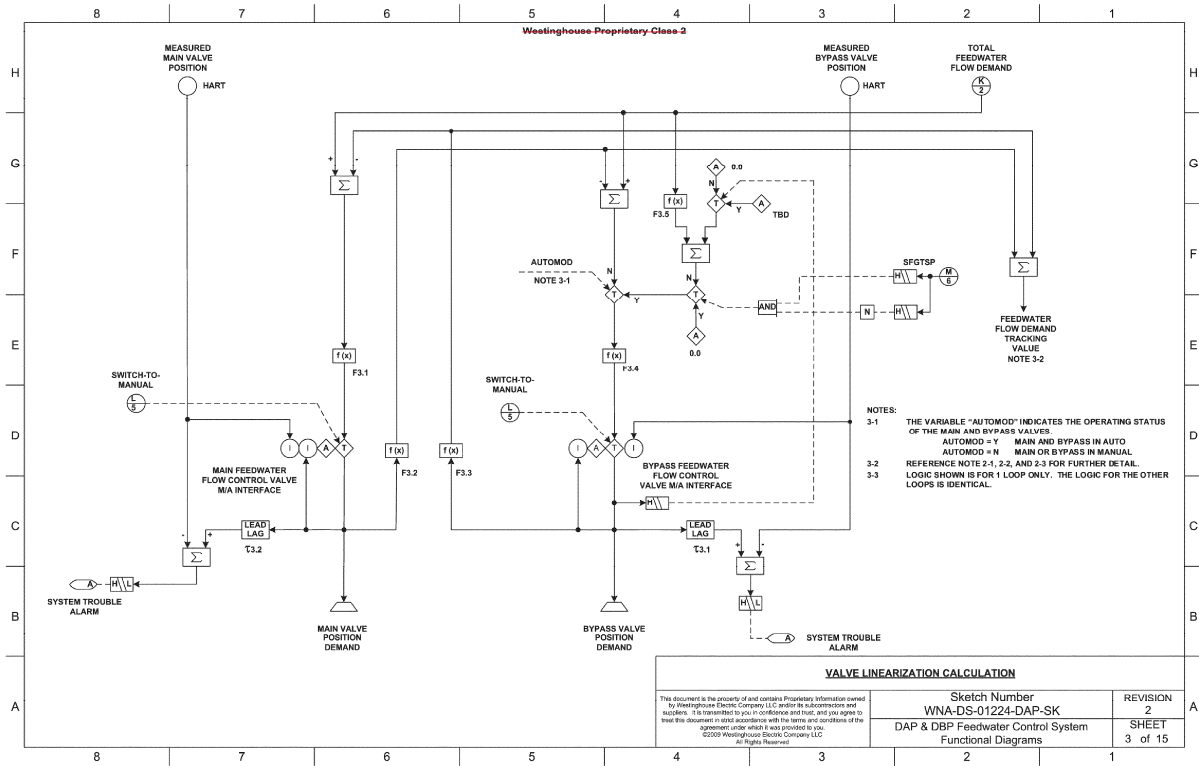 8 7 6 5 4 3 2 1
Westinghouse Proprietary Class 2
H
H
G
G
F
F
E
E
D
D
C
C
B
B
A
A
MEASURED
MAIN VALVE
POSITION
HART
MEASURED
BYPASS VALVE
POSITION
HART
TOTAL
FEEDWATER
FLOW DEMAND
K
2
+
-
Σ
-
+
Σ
f (x)
F3.5
A
0.0
N
T
Y
A
TBD
Σ
AUTOMOD
NOTE 3-1
N
T
Y
N
T
Y
A
0.0
AND
SFGTSP
H
M
6
N
H
Σ
FEEDWATER
FLOW DEMAND
TRACKING
VALUE
NOTE 3-2
f (x)
F3.1
f (x)
F3.4
SWITCH-TO-
MANUAL
L
5
SWITCH-TO-
MANUAL
L
5
I
I
A
T
MAIN FEEDWATER
FLOW CONTROL
VALVE M/A INTERFACE
f (x)
F3.2
f (x)
F3.3
I
A
T
I
BYPASS FEEDWATER
FLOW CONTROL
VALVE M/A INTERFACE
H
NOTES:
3-1 THE VARIABLE "AUTOMOD" INDICATES THE OPERATING STATUS
OF THE MAIN AND BYPASS VALVES.
AUTOMOD = Y MAIN AND BYPASS IN AUTO
AUTOMOD = N MAIN OR BYPASS IN MANUAL
3-2 REFERENCE NOTE 2-1, 2-2, AND 2-3 FOR FURTHER DETAIL.
3-3 LOGIC SHOWN IS FOR 1 LOOP ONLY. THE LOGIC FOR THE OTHER
LOOPS IS IDENTICAL.
-
+
Σ
LEAD
LAG
τ3.2
LEAD
LAG
τ3.1
+
-
Σ
A
H L
SYSTEM TROUBLE
ALARM
H L
A
SYSTEM TROUBLE
ALARM
MAIN VALVE
POSITION
DEMAND
BYPASS VALVE
POSITION
DEMAND
VALVE LINEARIZATION CALCULATION
This document is the property of and contains Proprietary Information owned
by Westinghouse Electric Company LLC and/or its subcontractors and
suppliers. It is transmitted to you in confidence and trust, and you agree to
treat this document in strict accordance with the terms and conditions of the
agreement under which it was provided to you.
©2009 Westinghouse Electric Company LLC
All Rights Reserved
Sketch Number
WNA-DS-01224-DAP-SK
DAP & DBP Feedwater Control System
Functional Diagrams
REVISION
2
SHEET
3 of 15
8 7 6 5 4 3 2 1